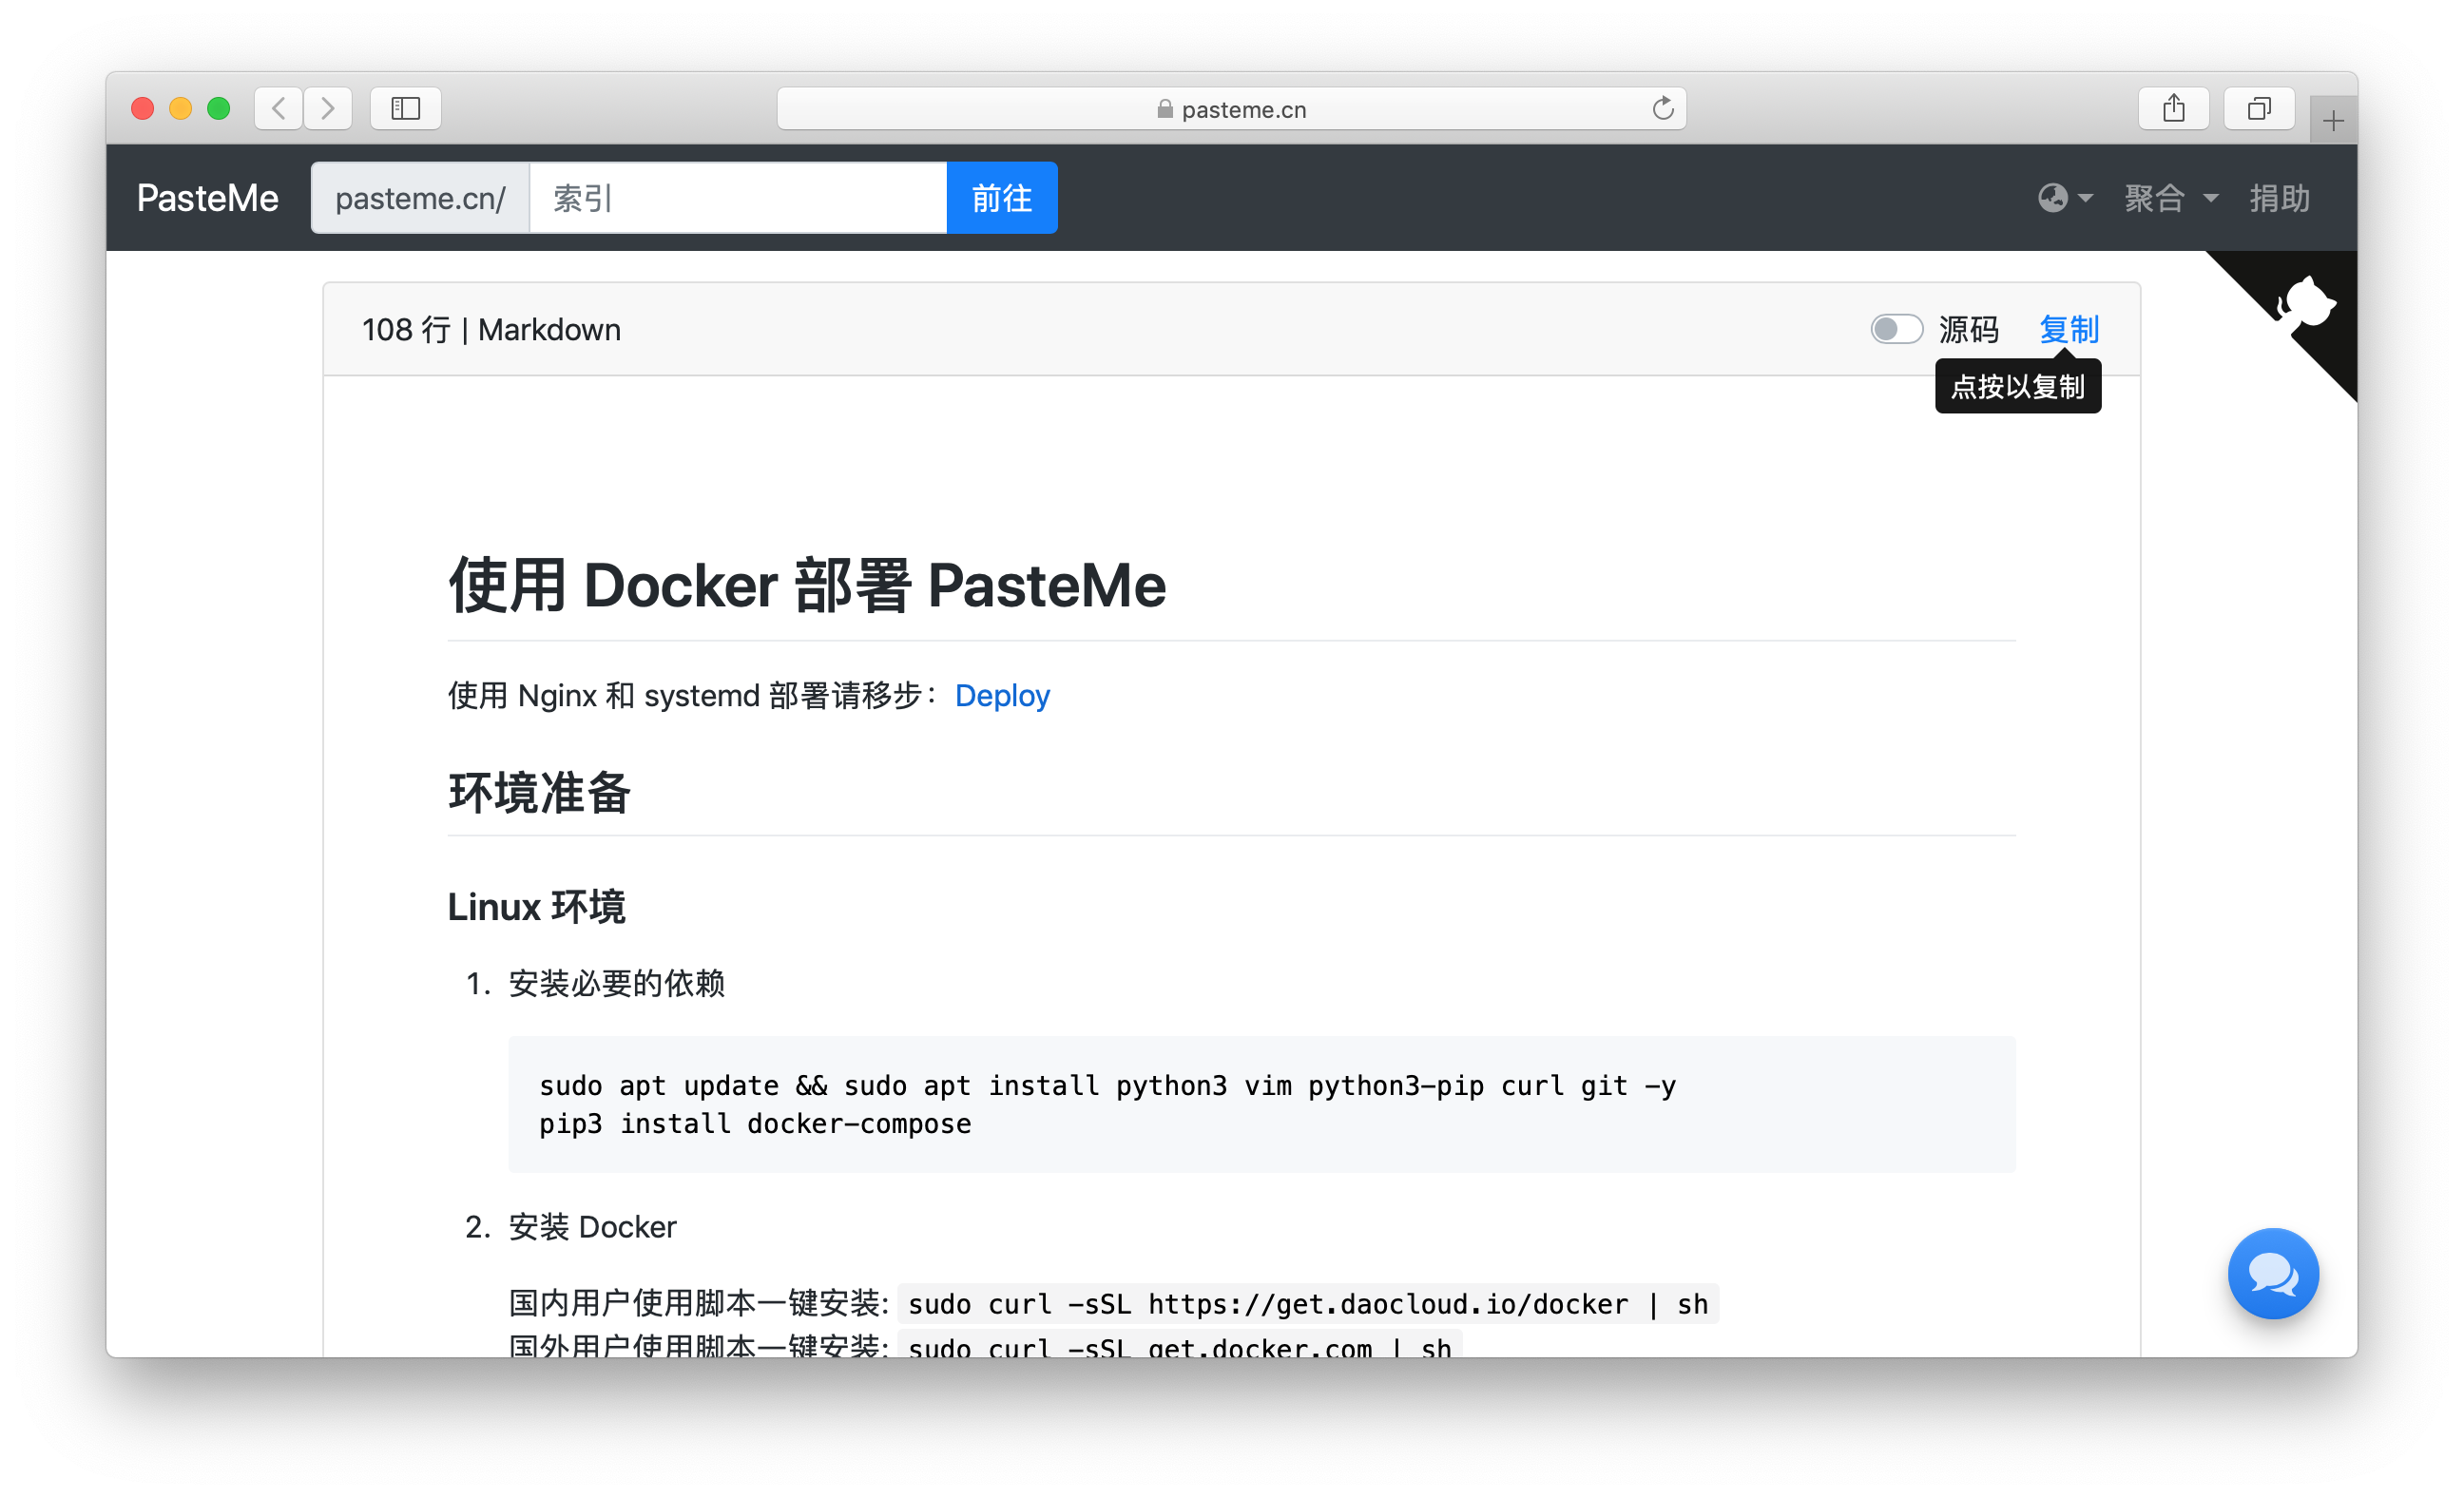 pasteme.cn
PasteMe
pasteme.cn/
索引
前往
聚合
捐助
108 行 | Markdown
源码
复制
点按以复制
使用 Docker 部署 PasteMe
使用 Nginx 和 systemd 部署请移步：Deploy
环境准备
Linux 环境
1. 安装必要的依赖
sudo apt update && sudo apt install python3 vim python3-pip curl git -y
pip3 install docker-compose
2. 安装 Docker
国内用户使用脚本一键安装: sudo curl -sSL https://get.daocloud.io/docker | sh
国外用户使用脚本一键安装: sudo curl -sSL get.docker.com | sh